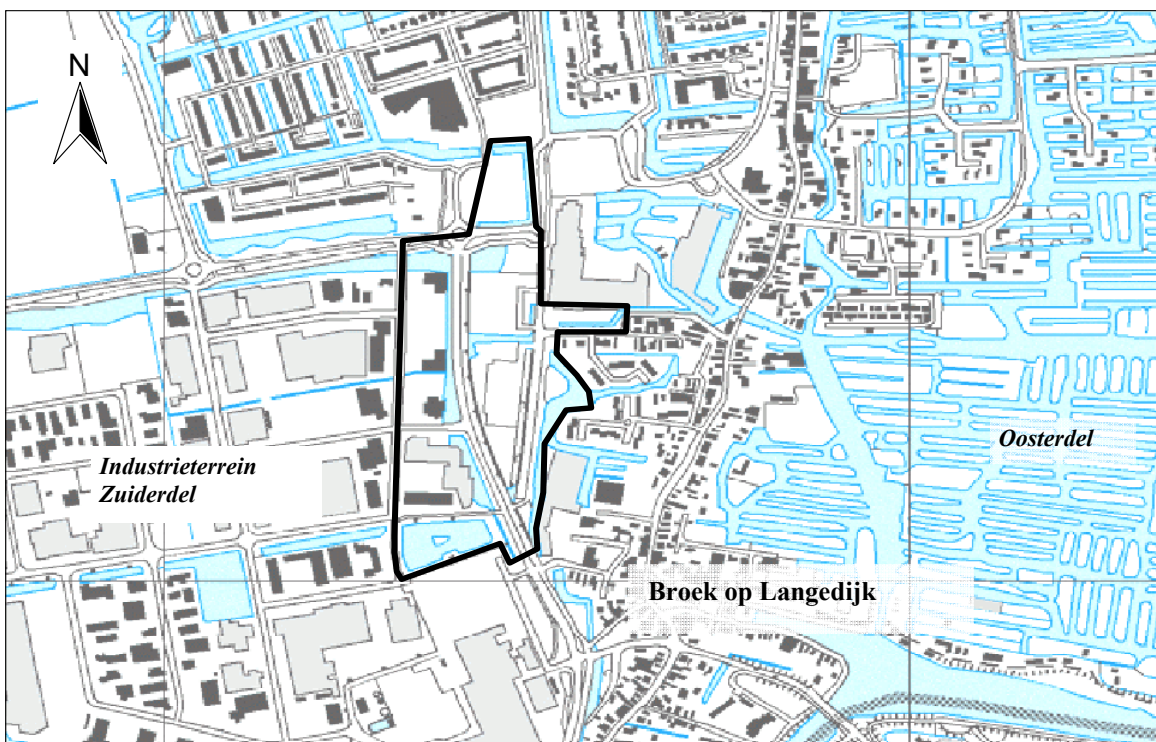 N
Oosterdel
Industrieterrein
Zuiderdel
Broek op Langedijk